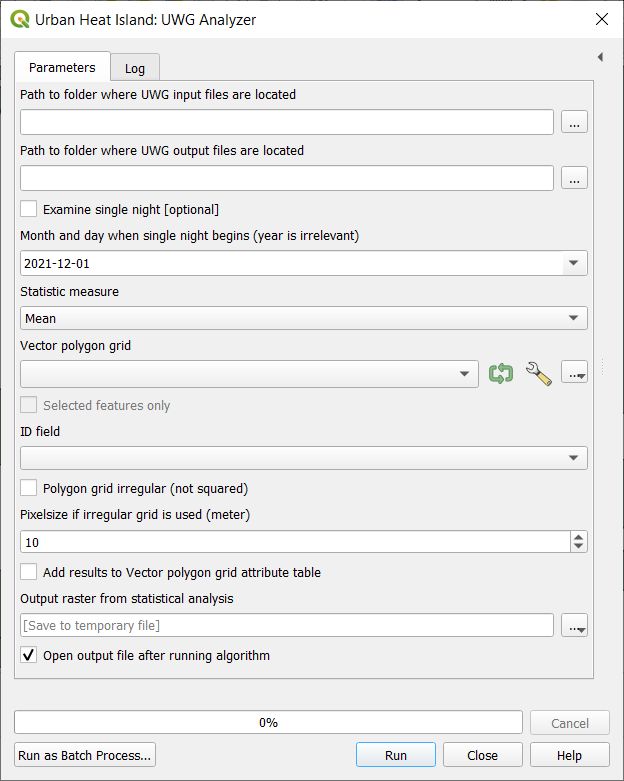 Urban Heat Island: UWG Analyzer
Parameters
Log
Path to folder where UWG input files are located
...
Path to folder where UWG output files are located
...
Examine single night [optional]
Month and day when single night begins (year is irrelevant)
2021-12-01
Statistic measure
Mean
Vector polygon grid
...
Selected features only
ID field
Polygon grid irregular (not squared)
Pixelsize if irregular grid is used (meter)
10
Add results to Vector polygon grid attribute table
Output raster from statistical analysis
[Save to temporary file]
...
Open output file after running algorithm
0%
Cancel
Run as Batch Process...
Run
Close
Help